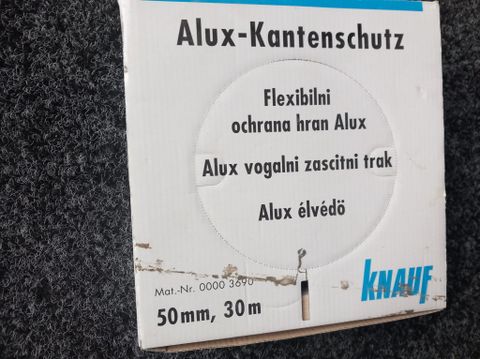 Alux-Kantenschutz
Flexibilni
ochrana hran Alux
Alux vogalni zascitni trak
Alux élvédö
Mat.-Nr. 0000 3690
50mm, 30m
KNAUF